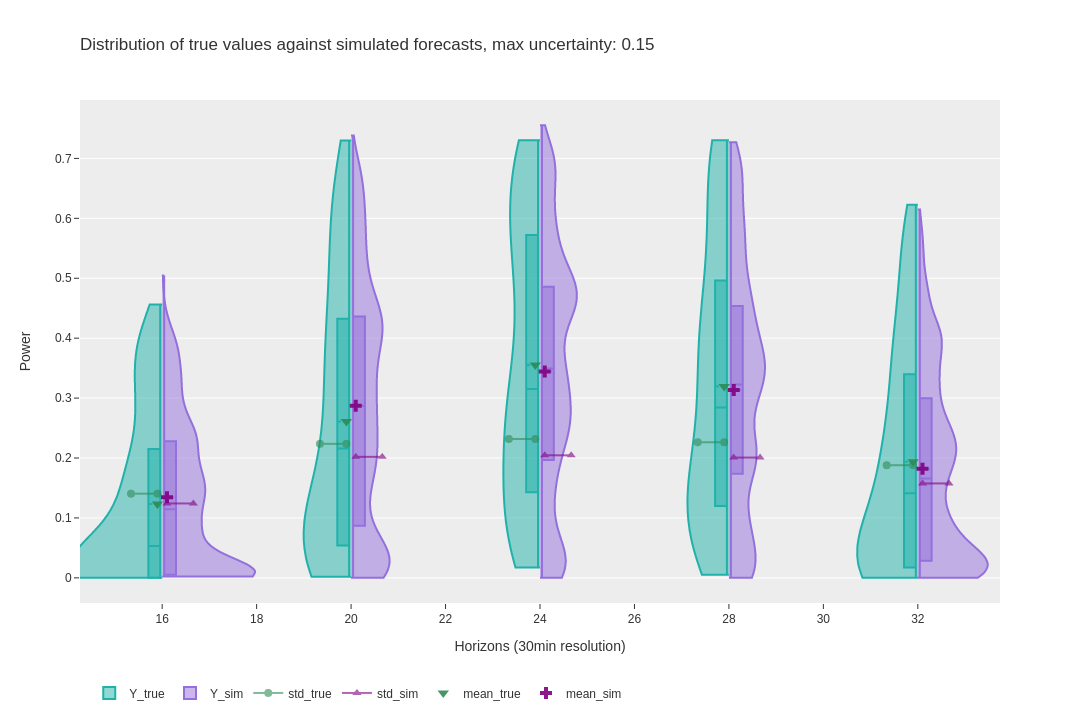 Distribution of true values against simulated forecasts, max uncertainty: 0.15
0.7
0.6
0.5
0.4
0.3
0.2
0.1
0
Power
16 18 20 22 24 26 28 30 32
Horizons (30min resolution)
Y_true Y_sim std_true std_sim mean_true mean_sim